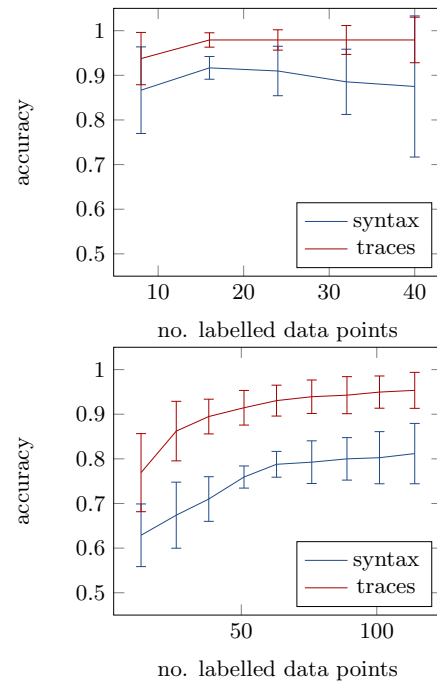 1
0.9
0.8
0.7
0.6
0.5
accuracy
syntax
traces
10 20 30 40
no. labelled data points
1
0.9
0.8
0.7
0.6
0.5
accuracy
syntax
traces
50 100
no. labelled data points